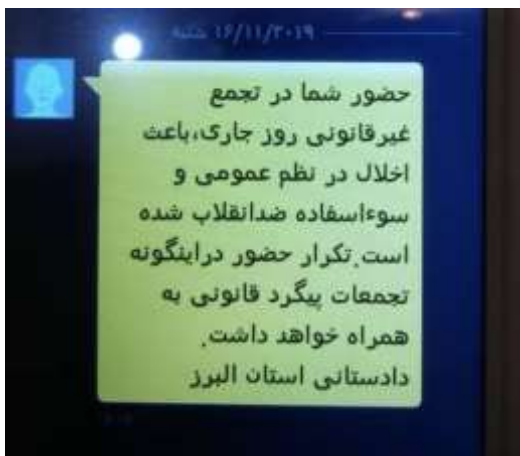 شنبه ۱۶/۱۱/۲۰۱۹
حضور شما در تجمع
غیرقانونی روز جاری،باعث
اخلال در نظم عمومی و
سوءاسفاده ضدانقلاب شده
است.تکرار حضور دراینگونه
تجمعات پیگرد قانونی به
همراه خواهد داشت.
دادستانی استان البرز